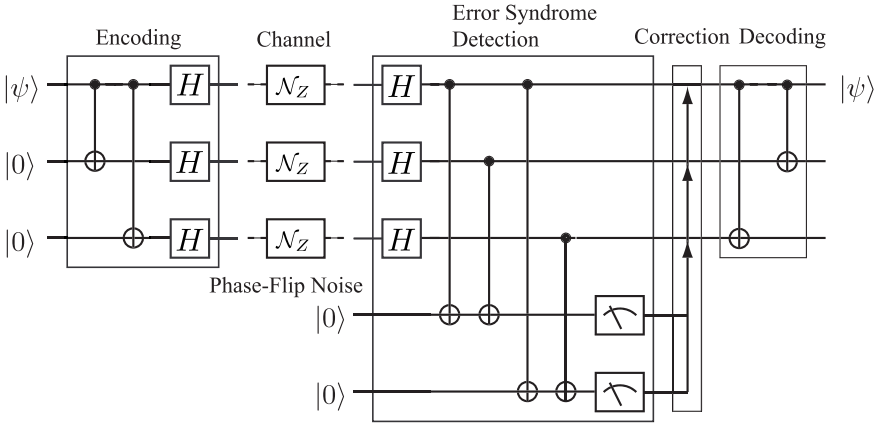 Error Syndrome
Encoding Channel Detection Correction Decoding
|ψ⟩ H 𝒩_Z H |ψ⟩
|0⟩ H 𝒩_Z H
|0⟩ H 𝒩_Z H
Phase-Flip Noise
|0⟩
|0⟩